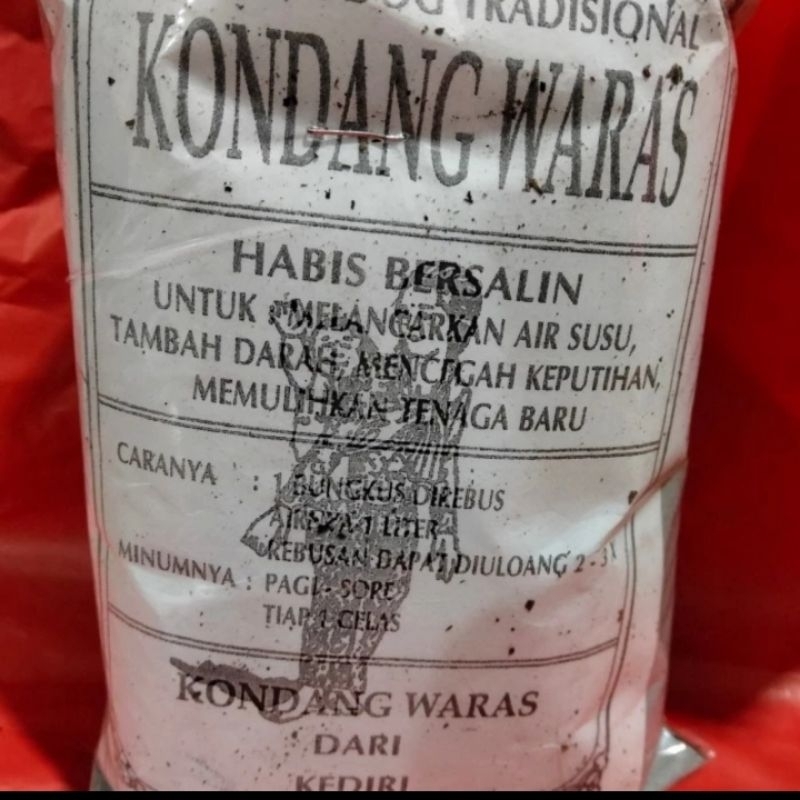 TRADISIONAL
KONDANG WARAS
HABIS BERSALIN
UNTUK : MELANCARKAN AIR SUSU,
TAMBAH DARAH, MENCEGAH KEPUTIHAN,
MEMULIHKAN TENAGA BARU
CARANYA : 1 BUNGKUS DIREBUS
AIRNYA 1 LITER
REBUSAN DAPAT DIULOANG 2 - 3X
MINUMNYA : PAGI - SORE
TIAP 1 GELAS
KONDANG WARAS
DARI
KEDIRI